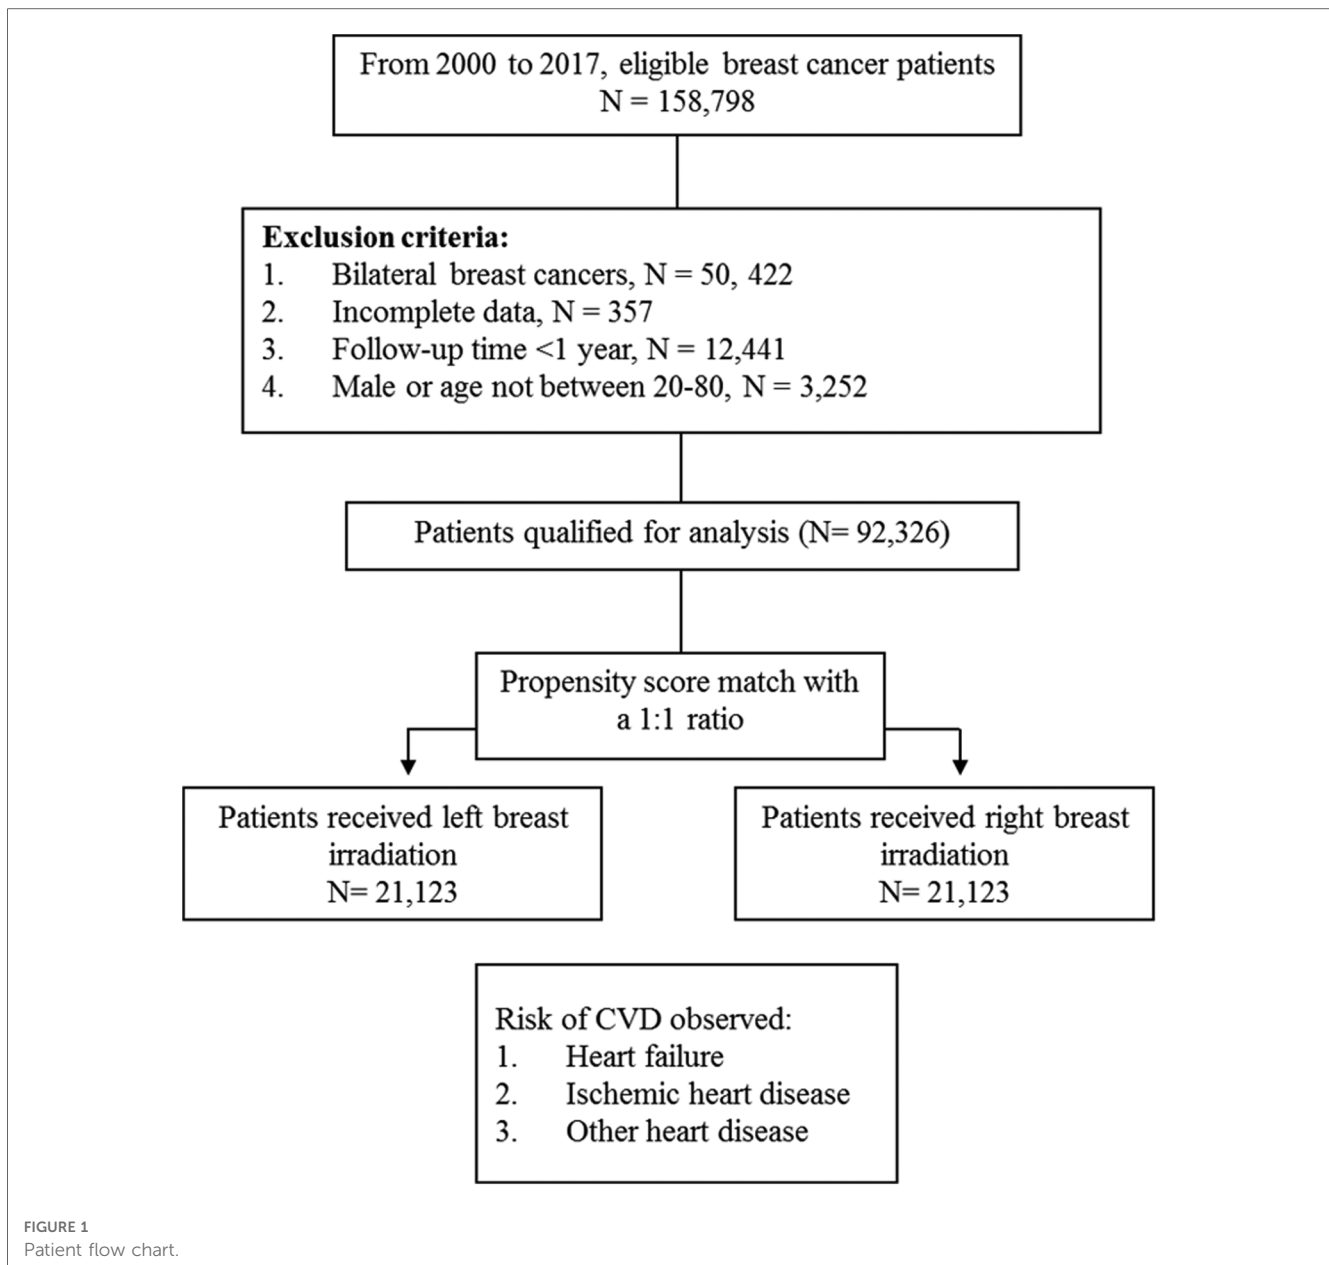 From 2000 to 2017, eligible breast cancer patients
N = 158,798
Exclusion criteria:
1. Bilateral breast cancers, N = 50, 422
2. Incomplete data, N = 357
3. Follow-up time <1 year, N = 12,441
4. Male or age not between 20-80, N = 3,252
Patients qualified for analysis (N= 92,326)
Propensity score match with
a 1:1 ratio
Patients received left breast
irradiation
N= 21,123
Patients received right breast
irradiation
N= 21,123
Risk of CVD observed:
1. Heart failure
2. Ischemic heart disease
3. Other heart disease
FIGURE 1
Patient flow chart.